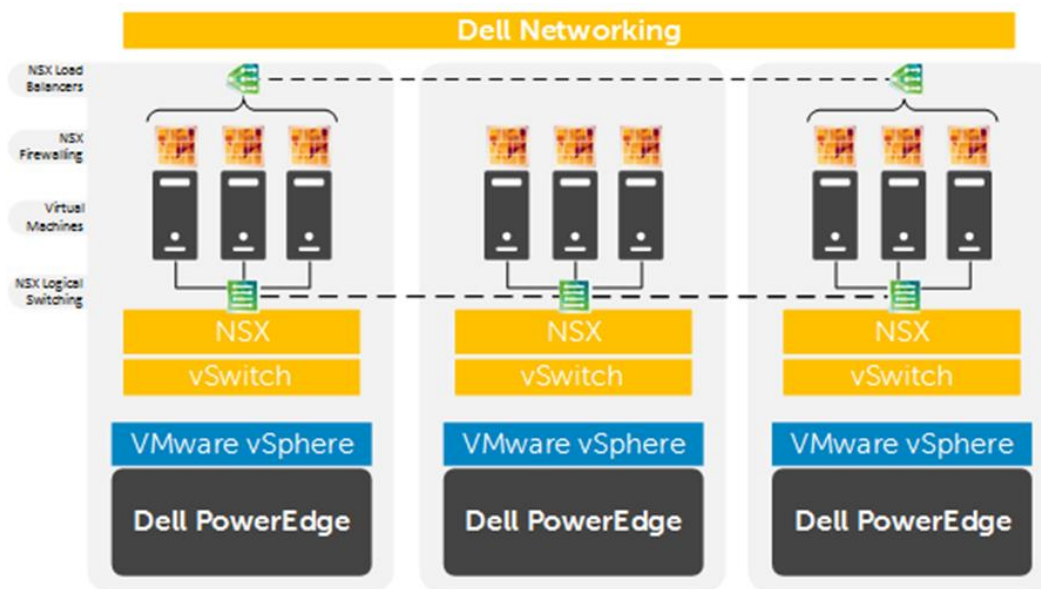 Dell Networking
NSX Load
Balancers
NSX
Firewalling
Virtual
Machines
NSX Logical
Switching
NSX
NSX
NSX
vSwitch
vSwitch
vSwitch
VMware vSphere
VMware vSphere
VMware vSphere
Dell PowerEdge
Dell PowerEdge
Dell PowerEdge